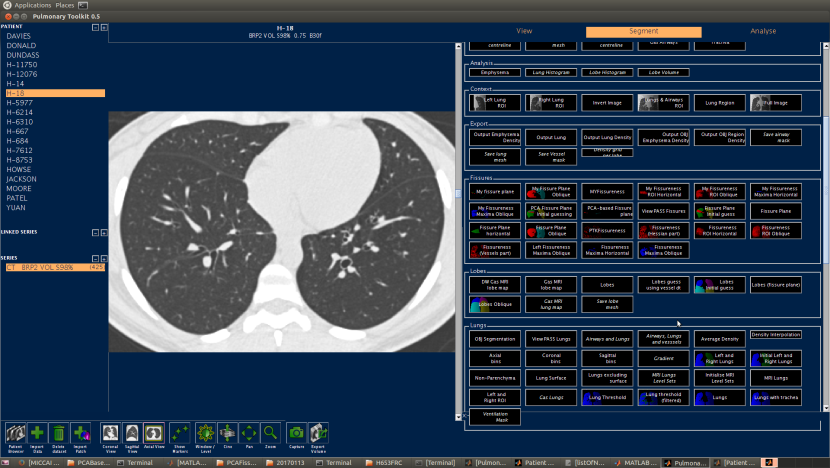 Applications Places
Pulmonary Toolkit 0.5
PATIENT
DAVIES
DONALD
DUNDASS
H-11750
H-12076
H-14
H-18
H-5977
H-6214
H-6310
H-667
H-684
H-7612
H-8753
HOWSE
JACKSON
MOORE
PATEL
YUAN
LINKED SERIES
SERIES
CT BRP2 VOL S98% (425)
H-18
BRP2 VOL S98% 0.75 B30f
View Segment Analyse
centreline mesh centreline
Analysis
Emphysema Lung Histogram Lobe Histogram Lobe Volume
Context
Left Lung ROI
Right Lung ROI
Invert Image
Lungs & Airways ROI
Lung Region
Full Image
Export
Output Emphysema Density
Output Lung
Output Lung Density
Output OBJ Emphysema Density
Output OBJ Region Density
Save airway mask
Save lung mesh
Save Vessel mask
Density grid per lobe
Fissures
My fissure plane
My Fissure Plane Oblique
MYFissureness
My Fissureness ROI Horizontal
My Fissureness ROI Oblique
My Fissureness Maxima Horizontal
My Fissureness Maxima Oblique
PCA Fissure Plane Initial guessing
PCA-based Fissure plane
View PASS Fissures
Fissure Plane Initial guess
Fissure Plane
Fissure Plane horizontal
Fissure Plane Oblique
PTKFissureness
Fissureness (Hessian part)
Fissureness ROI Horizontal
Fissureness ROI Oblique
Fissureness (Vessels part)
Left Fissureness Maxima Oblique
Fissureness Maxima Horizontal
Fissureness Maxima Oblique
Lobes
DW Gas MRI lobe map
Gas MRI lobe map
Lobes
Lobes guess using vessel dt
Lobes Initial guess
Lobes (fissure plane)
Lobes Oblique
Gas MRI lung map
Save lobe mesh
Lungs
OBJ Segmentation
View PASS Lungs
Airways and Lungs
Airways, Lungs and vessels
Average Density
Density Interpolation
Axial bins
Coronal bins
Sagittal bins
Gradient
Left and Right Lungs
Initial Left and Right Lungs
Non-Parenchyma
Lung Surface
Lungs excluding surface
MRI Lungs Level Sets
Initialise MRI Level Sets
MRI Lungs
Left and Right ROI
Gas Lungs
Lung Threshold
Lung threshold (filtered)
Lungs
Lungs with trachea
Ventilation Mask
Patient Browser
Import Data
Delete dataset
Import Patch
Coronal View
Sagittal View
Axial View
Show Markers
Window / Level
Cine
Pan
Zoom
Capture
Export Volume
[MICCAI ... PCABase... Terminal [MATLA... PCAFiss... 20170113 Terminal H653FRC [Terminal] [Pulmon... Patient ... [listOfN... MATLAB ... Pulmona... [Patient ...